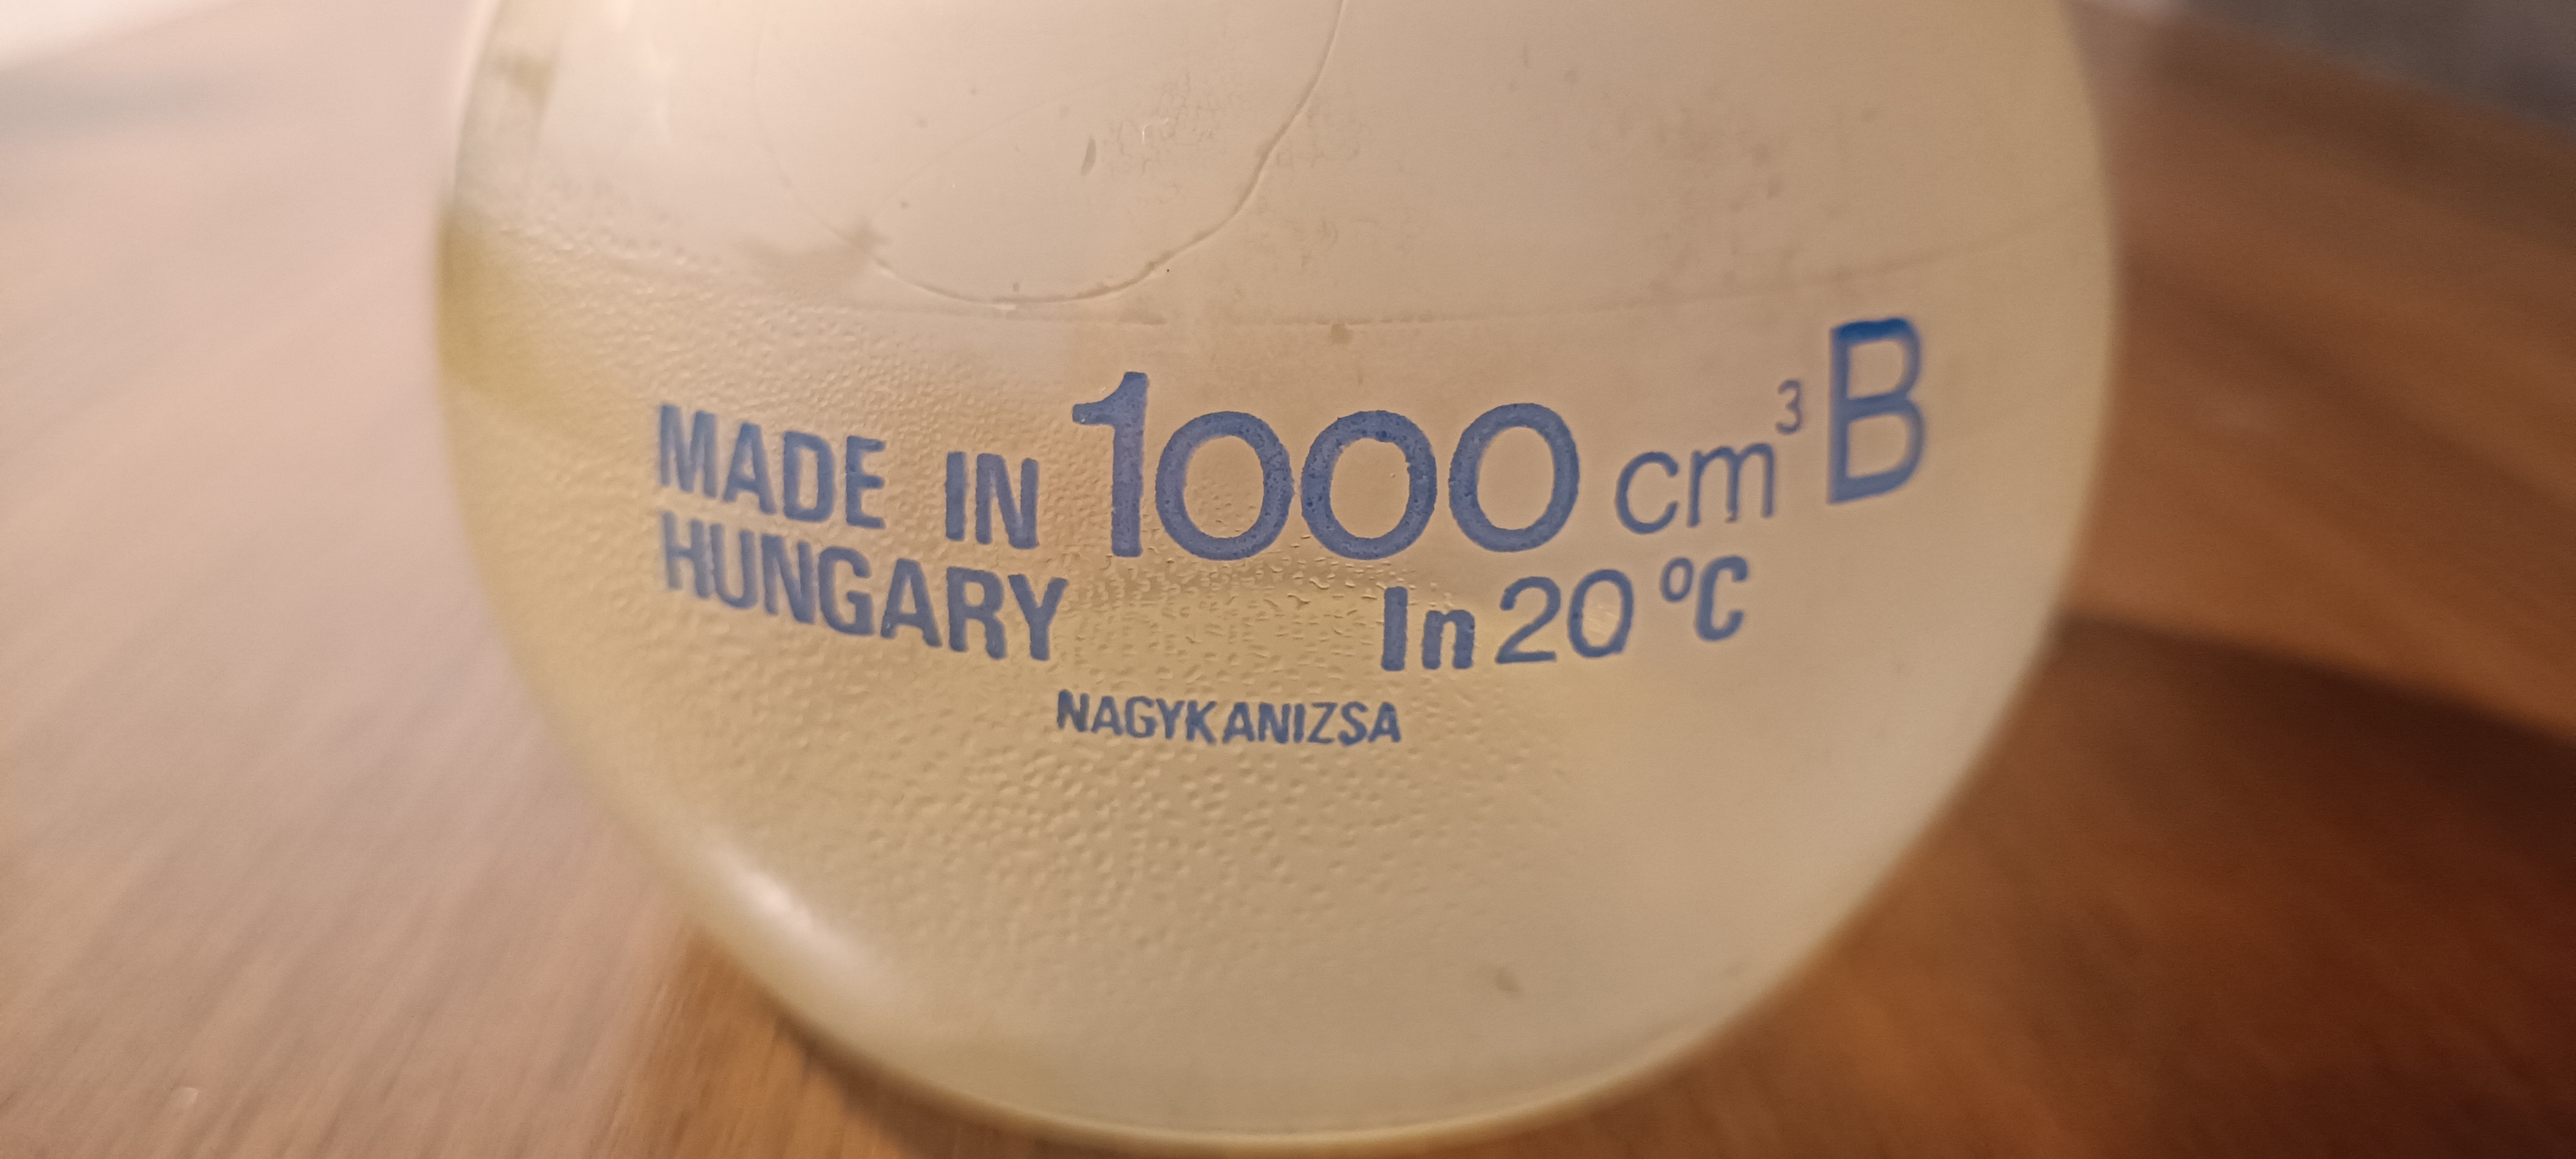 MADE IN
HUNGARY
1000 cm³ B
In 20 °C
NAGYKANIZSA